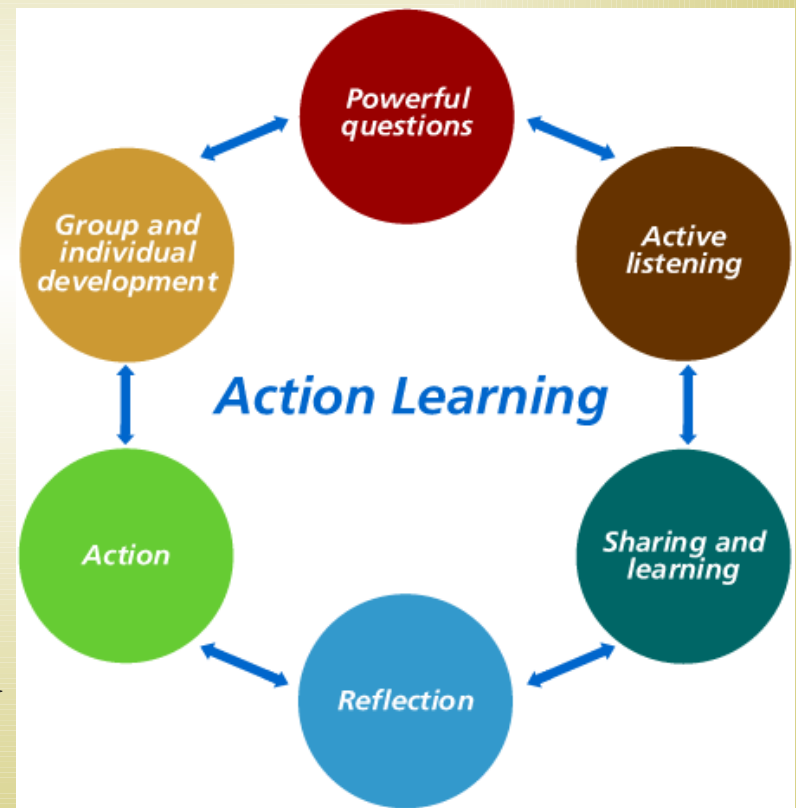 Powerful
questions
Group and
individual
development
Active
listening
Action Learning
Action
Sharing and
learning
Reflection